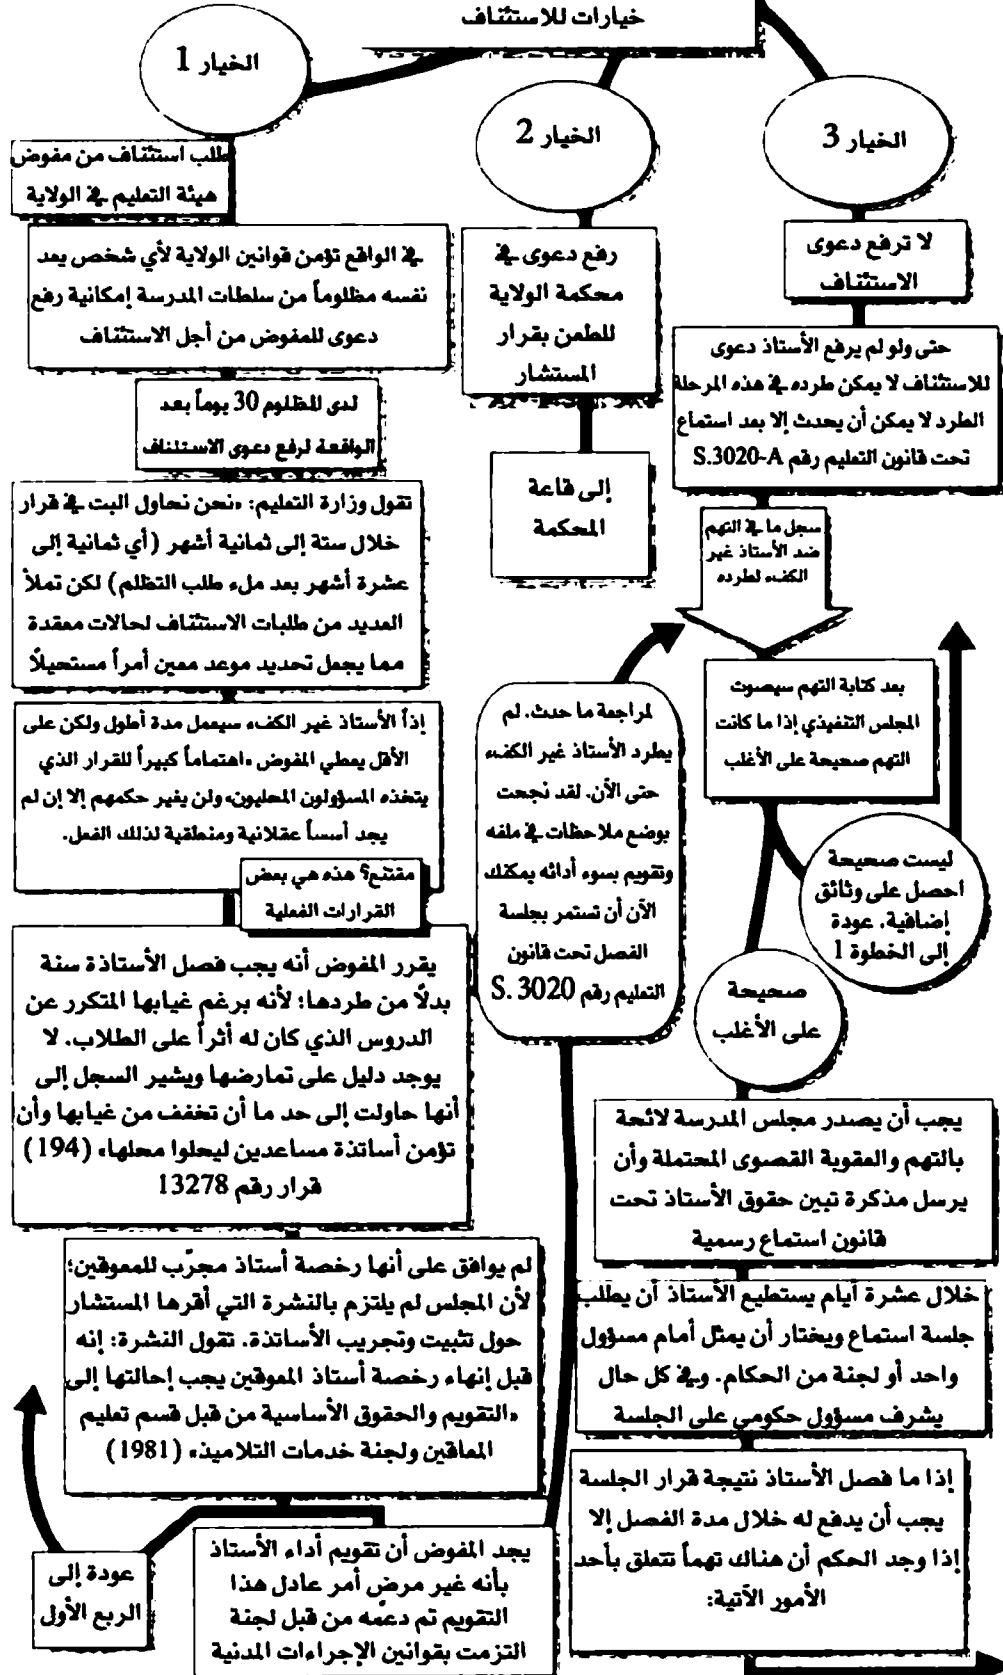 خيارات للاستئناف
الخيار 1
طلب استئناف من مفوض
هيئة التعليم في الولاية
في الواقع تؤمن قوانين الولاية لأي شخص يعد
نفسه مظلوماً من سلطات المدرسة إمكانية رفع
دعوى للمفوض من أجل الاستئناف
لدى المظلوم 30 يوماً بعد
الواقعة لرفع دعوى الاستئناف
تقول وزارة التعليم: «نحن نحاول البت في قرار
خلال ستة إلى ثمانية أشهر (أي ثمانية إلى
عشرة أشهر بعد ملء طلب التظلم) لكن تملأ
العديد من طلبات الاستئناف لحالات معقدة
مما يجعل تحديد موعد معين أمراً مستحيلاً
إذاً الأستاذ غير الكفء سيعمل مدة أطول ولكن على
الأقل يعطي المفوض «اهتماماً كبيراً للقرار الذي
يتخذه المسؤولون المحليون، ولن يغير حكمهم إلا إن لم
يجد أسساً عقلانية ومنطقية لذلك الفعل.
مقتنع؟ هذه هي بعض
القرارات الفعلية
يقرر المفوض أنه يجب فصل الأستاذة سنة
بدلاً من طردها؛ لأنه برغم غيابها المتكرر عن
الدروس الذي كان له أثراً على الطلاب. لا
يوجد دليل على تمارضها ويشير السجل إلى
أنها حاولت إلى حد ما أن تخفف من غيابها وأن
تؤمن أساتذة مساعدين ليحلوا محلها» (194)
قرار رقم 13278
لم يوافق على أنها رخصة أستاذ مجرّب للمعوقين؛
لأن المجلس لم يلتزم بالنشرة التي أقرها المستشار
حول تثبيت وتجريب الأساتذة. تقول النشرة: إنه
قبل إنهاء رخصة أستاذ المعوقين يجب إحالتها إلى
«التقويم والحقوق الأساسية من قبل قسم تعليم
المعاقين ولجنة خدمات التلاميذ» (1981)
عودة إلى
الربع الأول
يجد المفوض أن تقويم أداء الأستاذ
بأنه غير مرضٍ أمر عادل هذا
التقويم تم دعمّه من قبل لجنة
التزمت بقوانين الإجراءات المدنية
الخيار 2
رفع دعوى في
محكمة الولاية
للطعن بقرار
المستشار
إلى قاعة
المحكمة
لمراجعة ما حدث. لم
يطرد الأستاذ غير الكفء
حتى الآن. لقد نجحت
بوضع ملاحظات في ملفه
وتقويم بسوء أدائه يمكنك
الآن أن تستمر بجلسة
الفصل تحت قانون
التعليم رقم S. 3020
الخيار 3
لا ترفع دعوى
الاستئناف
حتى ولو لم يرفع الأستاذ دعوى
للاستئناف لا يمكن طرده في هذه المرحلة
الطرد لا يمكن أن يحدث إلا بعد استماع
تحت قانون التعليم رقم S.3020-A
سجل ما في التهم
ضد الأستاذ غير
الكفء لطرده
بعد كتابة التهم سيصوت
المجلس التنفيذي إذا ما كانت
التهم صحيحة على الأغلب
ليست صحيحة
احصل على وثائق
إضافية. عودة
إلى الخطوة 1
صحيحة
على الأغلب
يجب أن يصدر مجلس المدرسة لائحة
بالتهم والعقوبة القصوى المحتملة وأن
يرسل مذكرة تبين حقوق الأستاذ تحت
قانون استماع رسمية
خلال عشرة أيام يستطيع الأستاذ أن يطلب
جلسة استماع ويختار أن يمثل أمام مسؤول
واحد أو لجنة من الحكام. وفي كل حال
يشرف مسؤول حكومي على الجلسة
إذا ما فصل الأستاذ نتيجة قرار الجلسة
يجب أن يدفع له خلال مدة الفصل إلا
إذا وجد الحكم أن هناك تهماً تتعلق بأحد
الأمور الآتية: